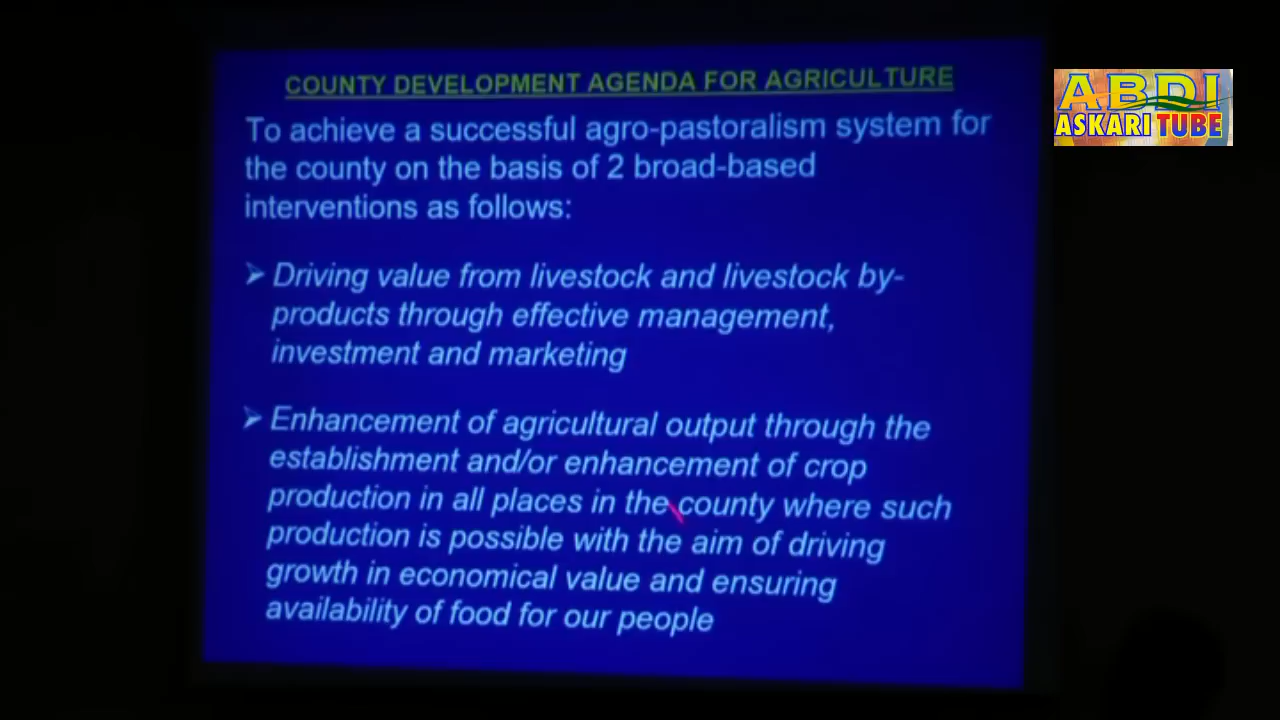 COUNTY DEVELOPMENT AGENDA FOR AGRICULTURE
To achieve a successful agro-pastoralism system for
the county on the basis of 2 broad-based
interventions as follows:
Driving value from livestock and livestock by-
products through effective management,
investment and marketing
Enhancement of agricultural output through the
establishment and/or enhancement of crop
production in all places in the county where such
production is possible with the aim of driving
growth in economical value and ensuring
availability of food for our people
ABDI
ASKARI TUBE